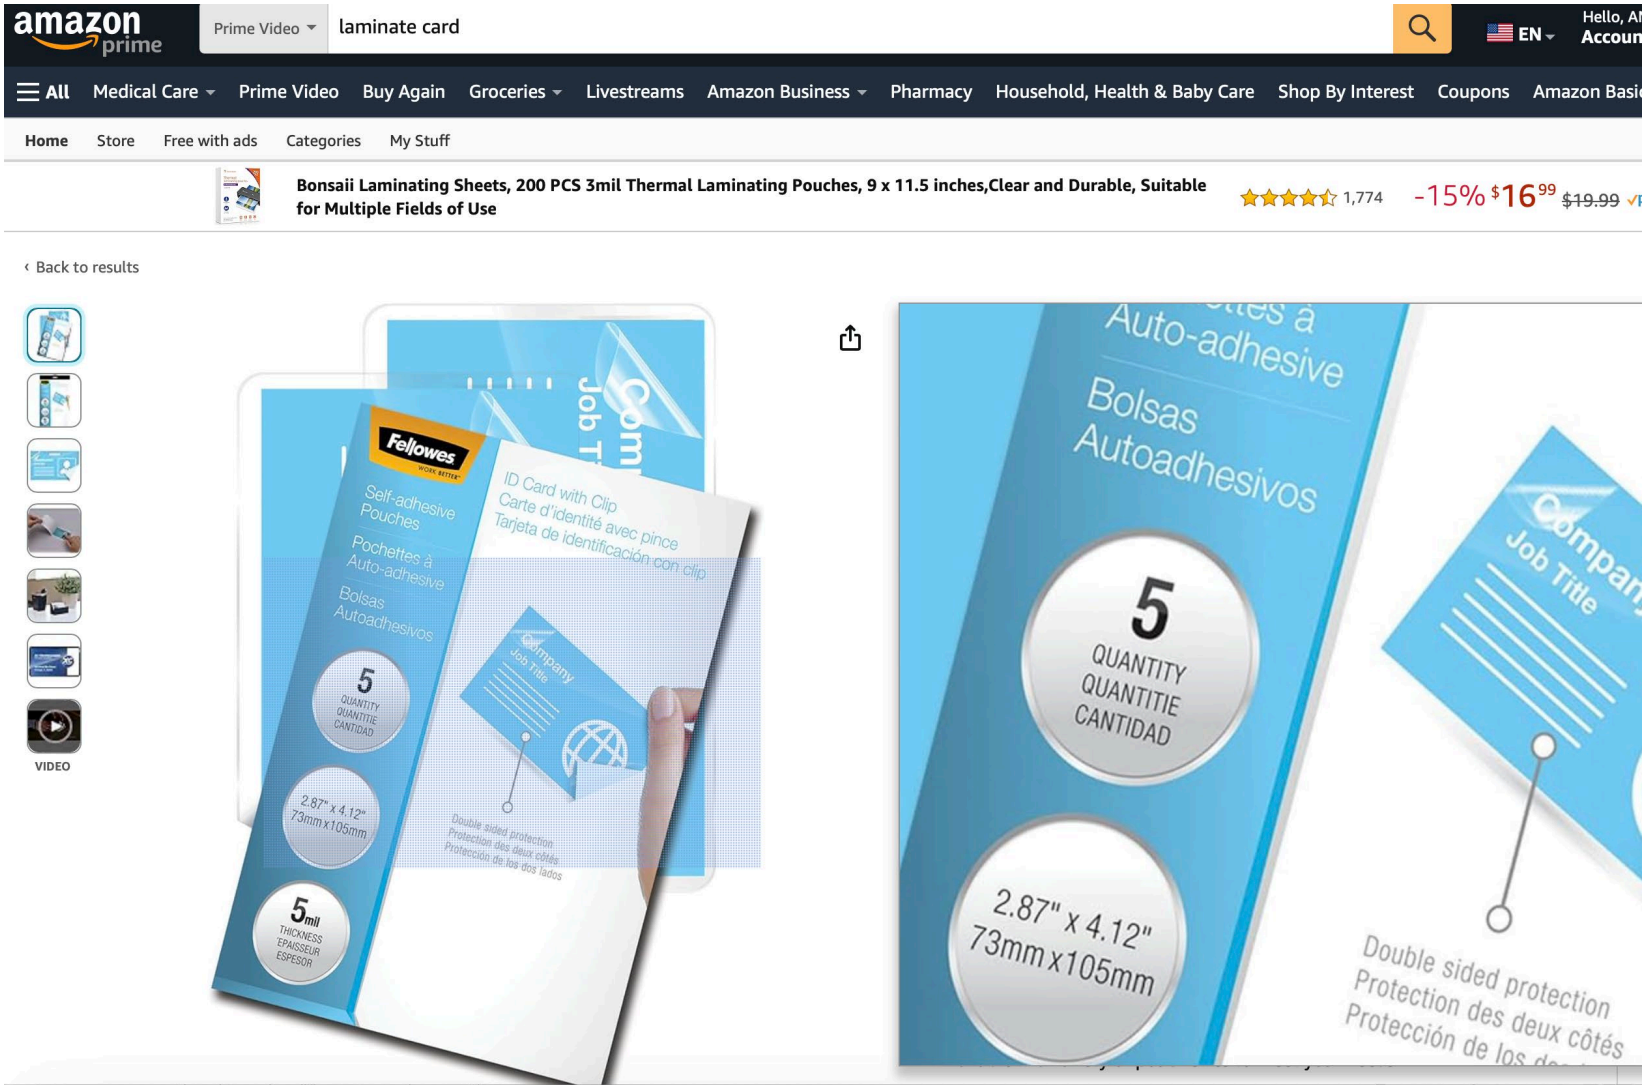 amazon
prime
Prime Video
laminate card
EN
Hello,
All
Medical Care
Prime Video
Buy Again
Groceries
Livestreams
Amazon Business
Pharmacy
Household, Health & Baby Care
Shop By Interest
Coupons
Amazon
Home
Store
Free with ads
Categories
My Stuff
Bonsaii Laminating Sheets, 200 PCS 3mil Thermal Laminating Pouches, 9 x 11.5 inches,Clear and Durable, Suitable
for Multiple Fields of Use
1,774
-15% $16 99 $19.99
‹ Back to results
VIDEO
Job
Fellowes
WORK BETTER
Self-adhesive
Pouches
Pochettes à
Auto-adhesive
Bolsas
Autoadhesivos
ID Card with Clip
Carte d'identité avec pince
Tarjeta de identificación con clip
5
QUANTITY
QUANTITIE
CANTIDAD
2.87" x 4.12"
73mm x 105mm
5mil
THICKNESS
'EPAISSEUR
ESPESOR
Company
Job Title
Double sided protection
Protection des deux côtés
Protección de los dos lados
à
Auto-adhesive
Bolsas
Autoadhesivos
5
QUANTITY
QUANTITIE
CANTIDAD
2.87" x 4.12"
73mm x 105mm
Company
Job Title
Double sided protection
Protection des deux côtés
Protección de los